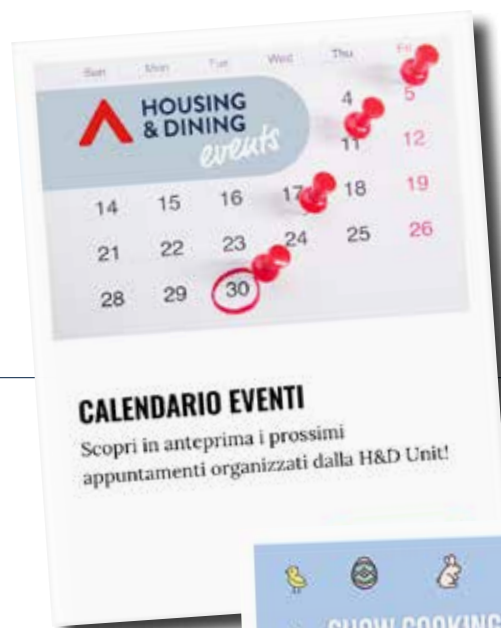 Sun Mon Tue Wed Thu Fri
HOUSING
& DINING
events
4 5
11 12
14 15 16 17 18 19
21 22 23 24 25 26
28 29 30
CALENDARIO EVENTI
Scopri in anteprima i prossimi
appuntamenti organizzati dalla H&D Unit!
SHOW COOKING